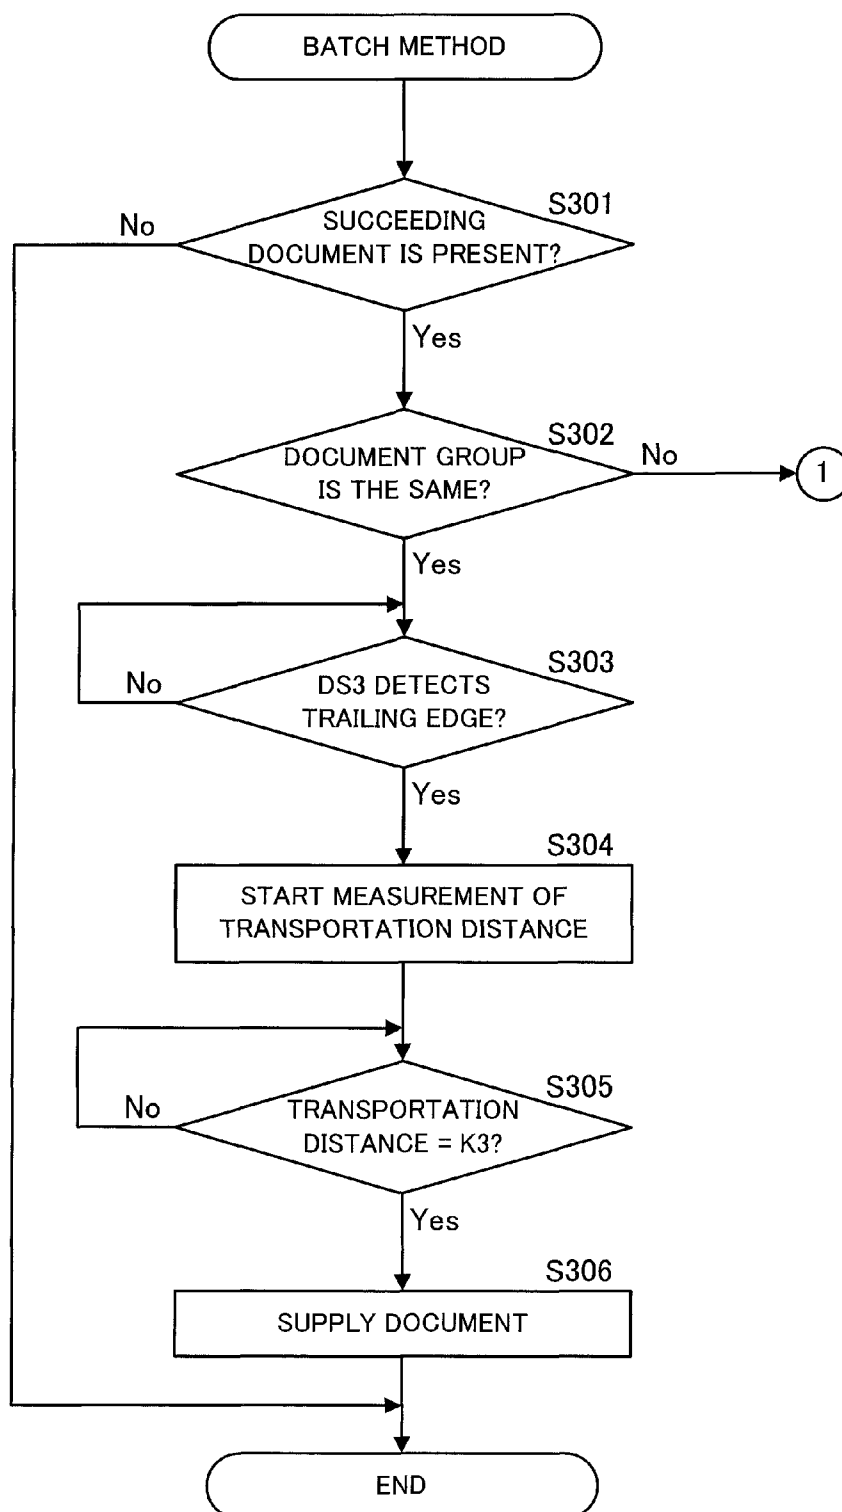 BATCH METHOD
S301
No
SUCCEEDING
DOCUMENT IS PRESENT?
Yes
S302
DOCUMENT GROUP
IS THE SAME?
No
1
Yes
S303
No
DS3 DETECTS
TRAILING EDGE?
Yes
S304
START MEASUREMENT OF
TRANSPORTATION DISTANCE
S305
No
TRANSPORTATION
DISTANCE = K3?
Yes
S306
SUPPLY DOCUMENT
END